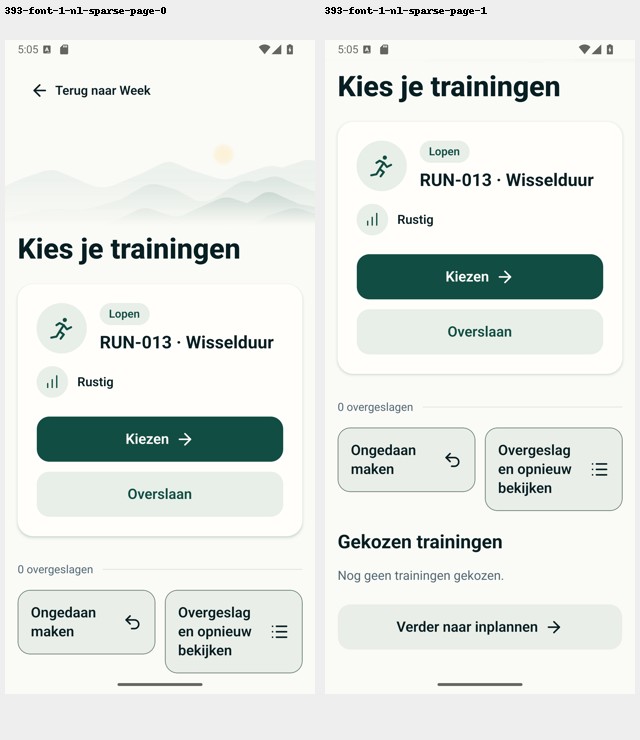 393-font-1-nl-sparse-page-0
5:05
Terug naar Week
Kies je trainingen
Lopen
RUN-013 · Wisselduur
Rustig
Kiezen
Overslaan
0 overgeslagen
Ongedaan
maken
Overgeslag
en opnieuw
bekijken
393-font-1-nl-sparse-page-1
5:05
Kies je trainingen
Lopen
RUN-013 · Wisselduur
Rustig
Kiezen
Overslaan
0 overgeslagen
Ongedaan
maken
Overgeslag
en opnieuw
bekijken
Gekozen trainingen
Nog geen trainingen gekozen.
Verder naar inplannen